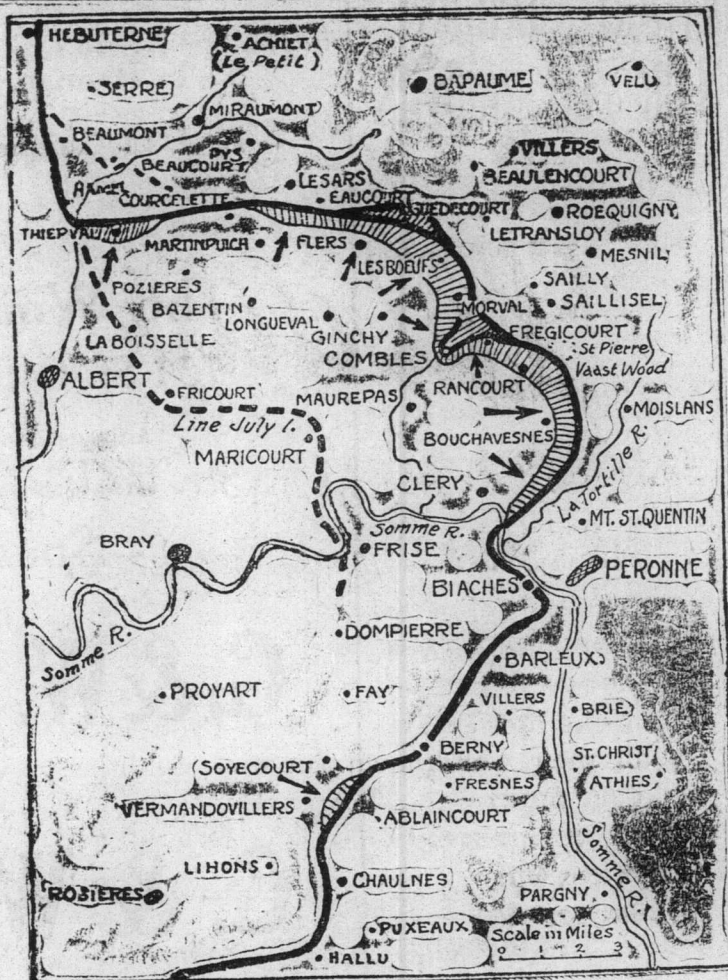 HEBUTERNE
ACHIET
(Le Petit)
SERRE
BAPAUME
VELU
MIRAUMONT
BEAUMONT
PYS
BEAUCOURT
VILLERS
BEAULENCOURT
LESARS
COURCELETTE
EAUCOURT
GUEDECOURT
ROEQUIGNY
LETRANSLOY
THIEPVAL
MARTINPUICH
FLERS
MESNIL
LES BOEUFS
SAILLY
SAILLISEL
POZIERES
BAZENTIN
LONGUEVAL
MORVAL
LA BOISSELLE
GINCHY
FREGICOURT
COMBLES
St Pierre
Vaast Wood
ALBERT
FRICOURT
MAUREPAS
RANCOURT
MOISLANS
Line July 1.
BOUCHAVESNES
MARICOURT
CLERY
La Tortille R.
MT. ST. QUENTIN
Somme R.
BRAY
FRISE
PERONNE
BIACHES
DOMPIERRE
Somme R.
BARLEUX
PROYART
FAY
VILLERS
BRIE
BERNY
ST. CHRIST
SOYECOURT
FRESNES
ATHIES
VERMANDOVILLERS
ABLAINCOURT
Somme R.
LIHONS
CHAULNES
ROSIERES
PARGNY
PUXEAUX
Scale in Miles
0 1 2 3
HALLU